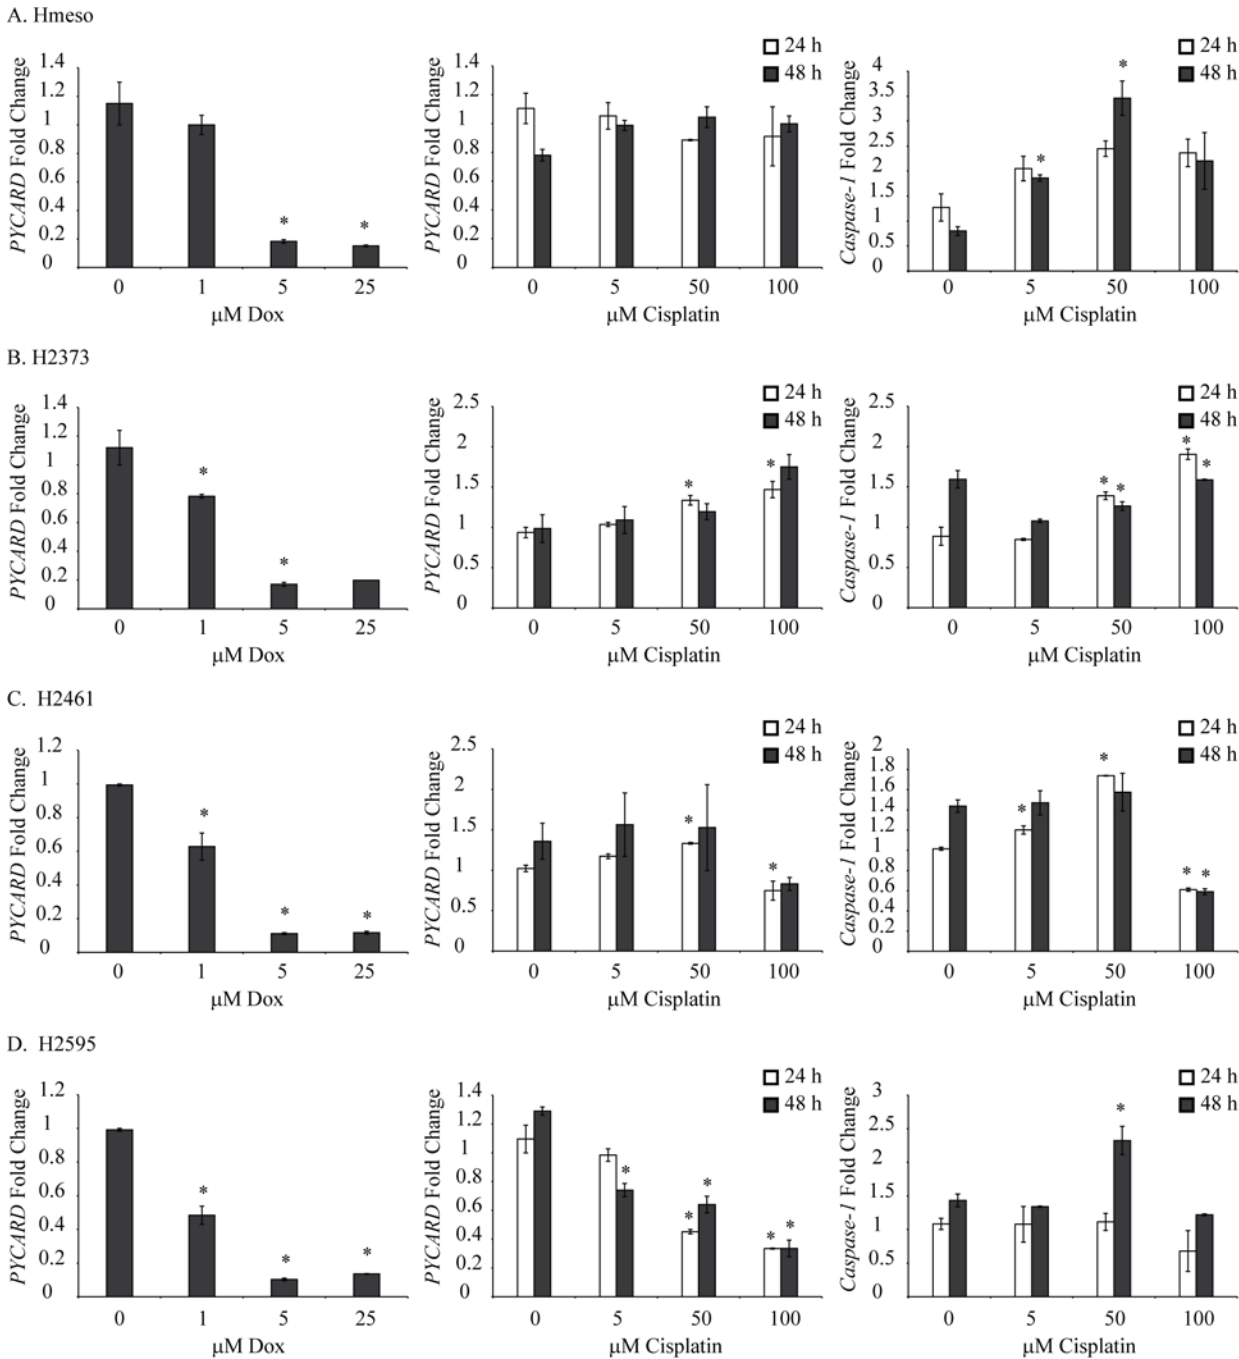 A. Hmeso
PYCARD Fold Change
1.4
1.2
1
0.8
0.6
0.4
0.2
0
*
*
0 1 5 25
µM Dox
24 h
48 h
PYCARD Fold Change
1.4
1.2
1
0.8
0.6
0.4
0.2
0
0 5 50 100
µM Cisplatin
24 h
48 h
Caspase-1 Fold Change
4
3.5
3
2.5
2
1.5
1
0.5
0
*
*
0 5 50 100
µM Cisplatin
B. H2373
PYCARD Fold Change
1.4
1.2
1
0.8
0.6
0.4
0.2
0
*
*
0 1 5 25
µM Dox
24 h
48 h
PYCARD Fold Change
2.5
2
1.5
1
0.5
0
*
*
0 5 50 100
µM Cisplatin
24 h
48 h
Caspase-1 Fold Change
2.5
2
1.5
1
0.5
0
* *
* *
0 5 50 100
µM Cisplatin
C. H2461
PYCARD Fold Change
1.2
1
0.8
0.6
0.4
0.2
0
*
*
*
0 1 5 25
µM Dox
24 h
48 h
PYCARD Fold Change
2.5
2
1.5
1
0.5
0
*
*
0 5 50 100
µM Cisplatin
24 h
48 h
Caspase-1 Fold Change
2
1.8
1.6
1.4
1.2
1
0.8
0.6
0.4
0.2
0
*
*
* *
0 5 50 100
µM Cisplatin
D. H2595
PYCARD Fold Change
1.2
1
0.8
0.6
0.4
0.2
0
*
*
*
0 1 5 25
µM Dox
24 h
48 h
PYCARD Fold Change
1.4
1.2
1
0.8
0.6
0.4
0.2
0
*
* *
* *
0 5 50 100
µM Cisplatin
24 h
48 h
Caspase-1 Fold Change
3
2.5
2
1.5
1
0.5
0
*
0 5 50 100
µM Cisplatin